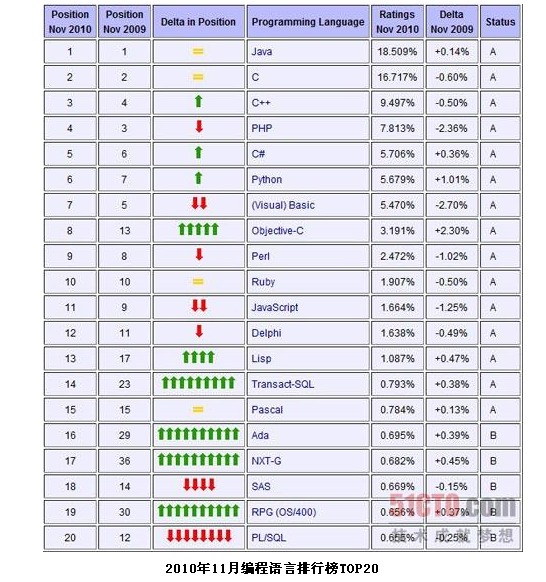 Position Nov 2010 Position Nov 2009 Delta in Position Programming Language Ratings Nov 2010 Delta Nov 2009 Status
1 1 = Java 18.509% +0.14% A
2 2 = C 16.717% -0.60% A
3 4 C++ 9.497% -0.50% A
4 3 PHP 7.813% -2.36% A
5 6 C# 5.706% +0.36% A
6 7 Python 5.679% +1.01% A
7 5 (Visual) Basic 5.470% -2.70% A
8 13 Objective-C 3.191% +2.30% A
9 8 Perl 2.472% -1.02% A
10 10 = Ruby 1.907% -0.50% A
11 9 JavaScript 1.664% -1.25% A
12 11 Delphi 1.638% -0.49% A
13 17 Lisp 1.087% +0.47% A
14 23 Transact-SQL 0.793% +0.38% A
15 15 = Pascal 0.784% +0.13% A
16 29 Ada 0.695% +0.39% B
17 36 NXT-G 0.682% +0.45% B
18 14 SAS 0.669% -0.15% B
19 30 RPG (OS/400) 0.656% +0.37% B
20 12 PL/SQL 0.655% -0.25% B
51CTO.com
技术成就梦想
2010年11月编程语言排行榜TOP20